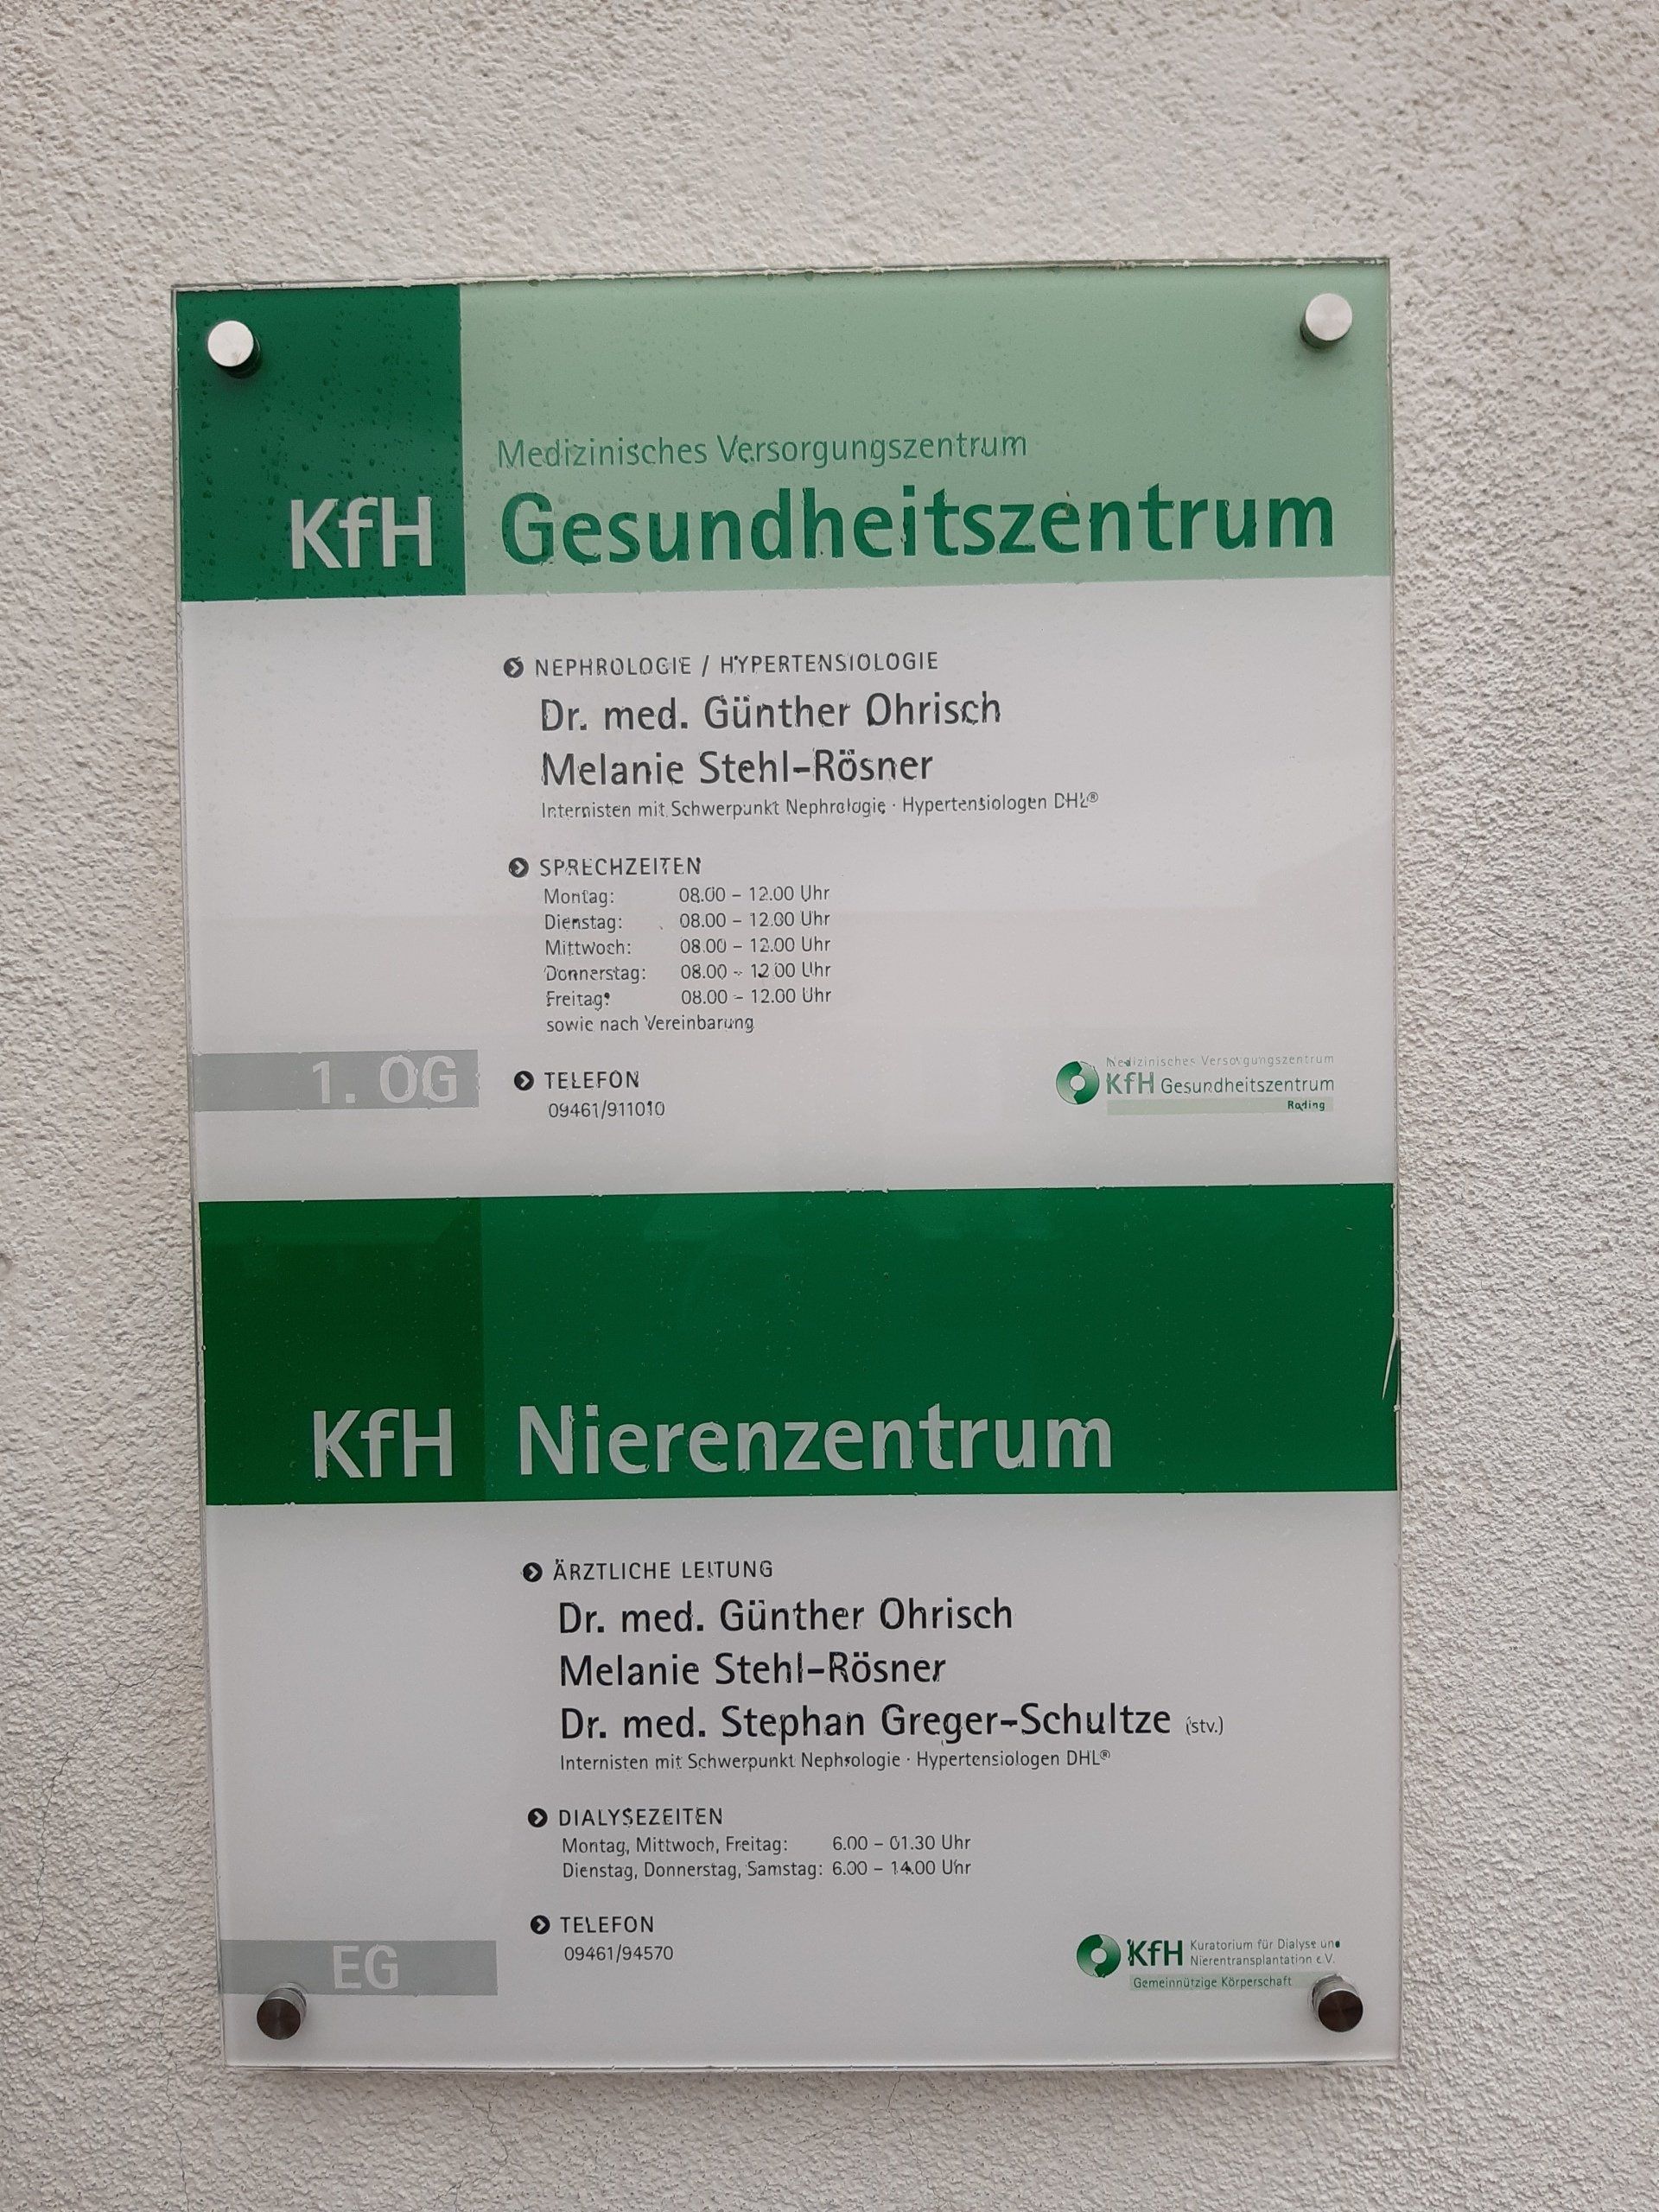 Medizinisches Versorgungszentrum
KfH Gesundheitszentrum
NEPHROLOGIE / HYPERTENSIOLOGIE
Dr. med. Günther Ohrisch
Melanie Stehl-Rösner
Internisten mit Schwerpunkt Nephrologie · Hypertensiologen DHL®
SPRECHZEITEN
Montag: 08.00 – 12.00 Uhr
Dienstag: 08.00 – 12.00 Uhr
Mittwoch: 08.00 – 12.00 Uhr
Donnerstag: 08.00 – 12.00 Uhr
Freitag: 08.00 – 12.00 Uhr
sowie nach Vereinbarung
1. OG
TELEFON
09461/911010
Medizinisches Versorgungszentrum
KfH Gesundheitszentrum
Roding
KfH Nierenzentrum
ÄRZTLICHE LEITUNG
Dr. med. Günther Ohrisch
Melanie Stehl-Rösner
Dr. med. Stephan Greger-Schultze (stv.)
Internisten mit Schwerpunkt Nephrologie · Hypertensiologen DHL®
DIALYSEZEITEN
Montag, Mittwoch, Freitag: 6.00 – 01.30 Uhr
Dienstag, Donnerstag, Samstag: 6.00 – 14.00 Uhr
EG
TELEFON
09461/94570
KfH Kuratorium für Dialyse und
Nierentransplantation e.V.
Gemeinnützige Körperschaft